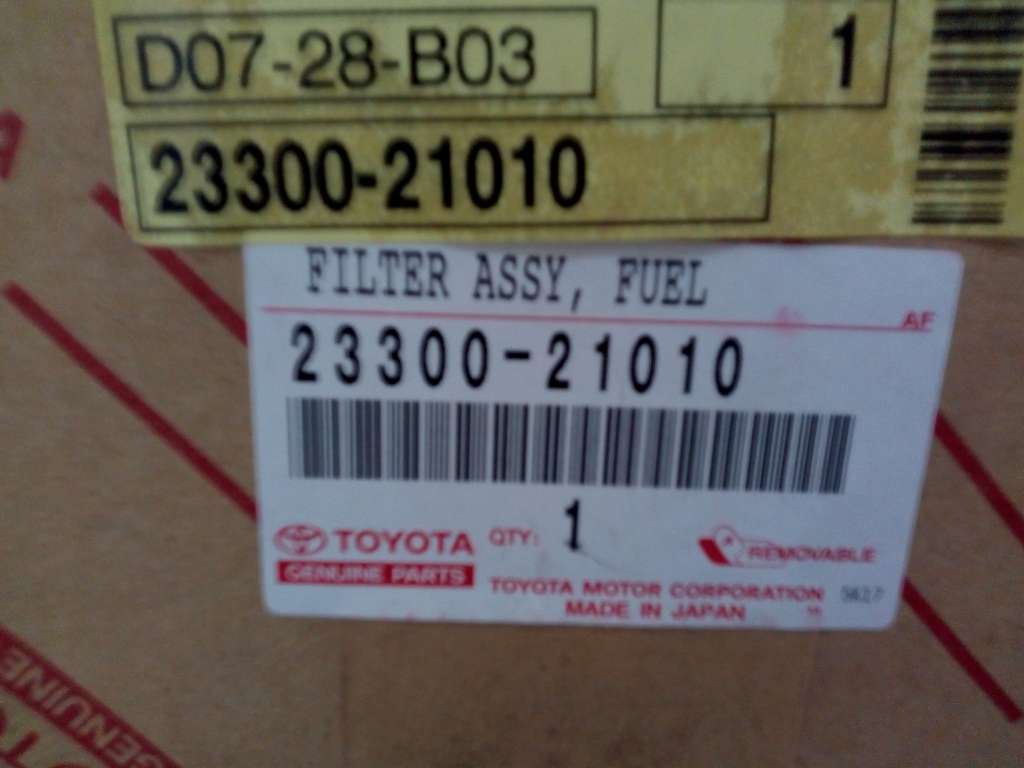 D07-28-B03
1
23300-21010
FILTER ASSY, FUEL
AF
23300-21010
1
TOYOTA
QTY:
REMOVABLE
GENUINE PARTS
TOYOTA MOTOR CORPORATION
MADE IN JAPAN
GENUINE